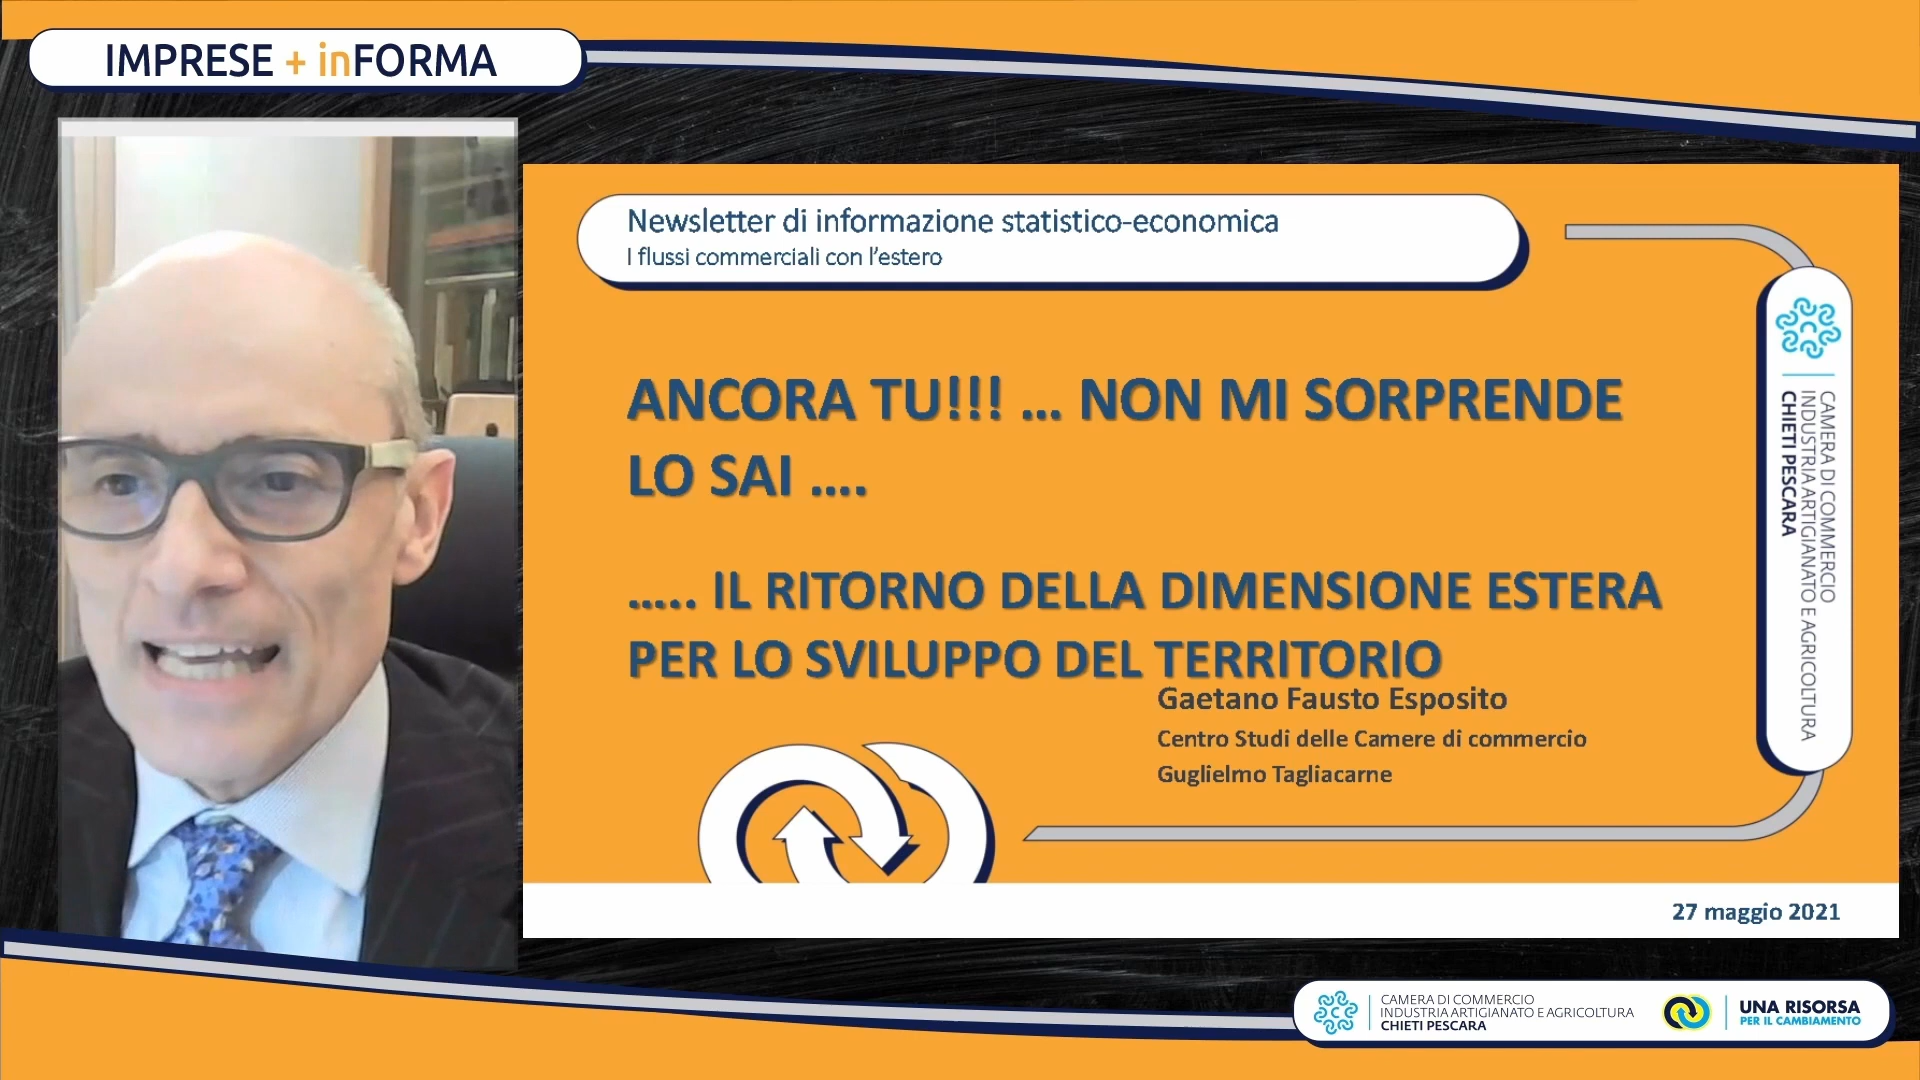 IMPRESE + inFORMA
Newsletter di informazione statistico-economica
I flussi commerciali con l'estero
ANCORA TU!!! ... NON MI SORPRENDE
LO SAI ....
..... IL RITORNO DELLA DIMENSIONE ESTERA
PER LO SVILUPPO DEL TERRITORIO
Gaetano Fausto Esposito
Centro Studi delle Camere di commercio
Guglielmo Tagliacarne
CAMERA DI COMMERCIO
INDUSTRIA ARTIGIANATO E AGRICOLTURA
CHIETI PESCARA
27 maggio 2021
CAMERA DI COMMERCIO
INDUSTRIA ARTIGIANATO E AGRICOLTURA
CHIETI PESCARA
UNA RISORSA
PER IL CAMBIAMENTO